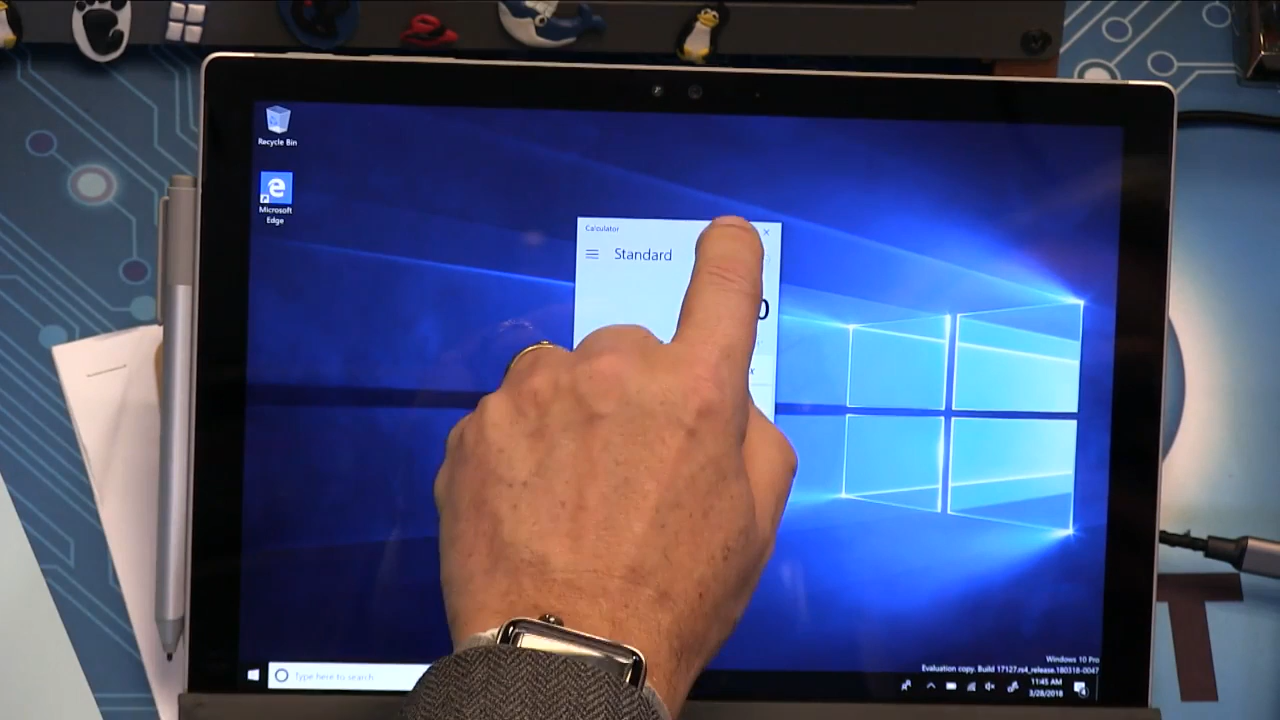 Recycle Bin
Microsoft
Edge
Calculator
Standard
0
x
Windows 10 Pro
Evaluation copy. Build 17127.rs4_release.180318-0047
Type here to search
11:45 AM
3/28/2018
T